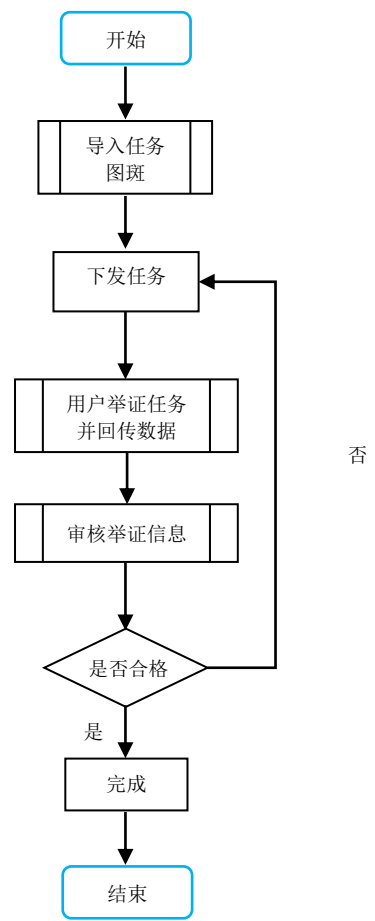 开始
导入任务
图斑
下发任务
用户举证任务
并回传数据
否
审核举证信息
是否合格
是
完成
结束